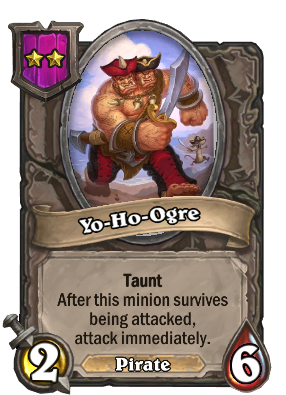 Yo-Ho-Ogre
Taunt
After this minion survives
being attacked,
attack immediately.
2
Pirate
6